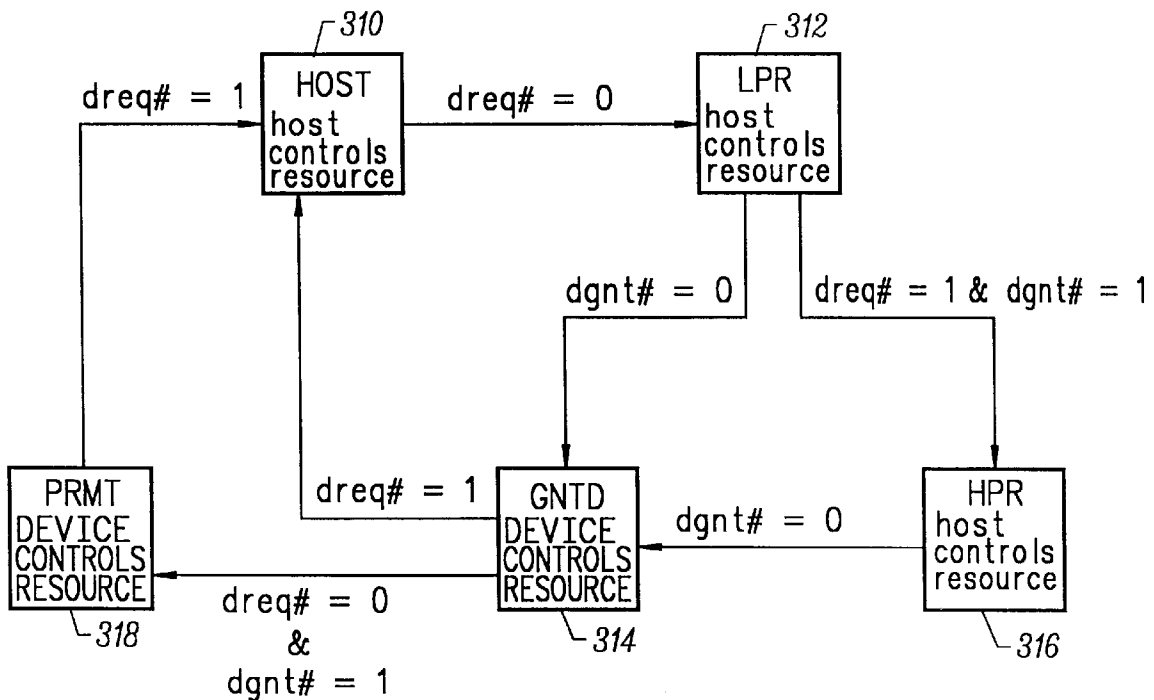 310
HOST
host
controls
resource
dreq# = 1
dreq# = 0
312
LPR
host
controls
resource
dgnt# = 0
dreq# = 1 & dgnt# = 1
PRMT
DEVICE
CONTROLS
RESOURCE
318
dreq# = 1
dreq# = 0
&
dgnt# = 1
GNTD
DEVICE
CONTROLS
RESOURCE
314
dgnt# = 0
HPR
host
controls
resource
316